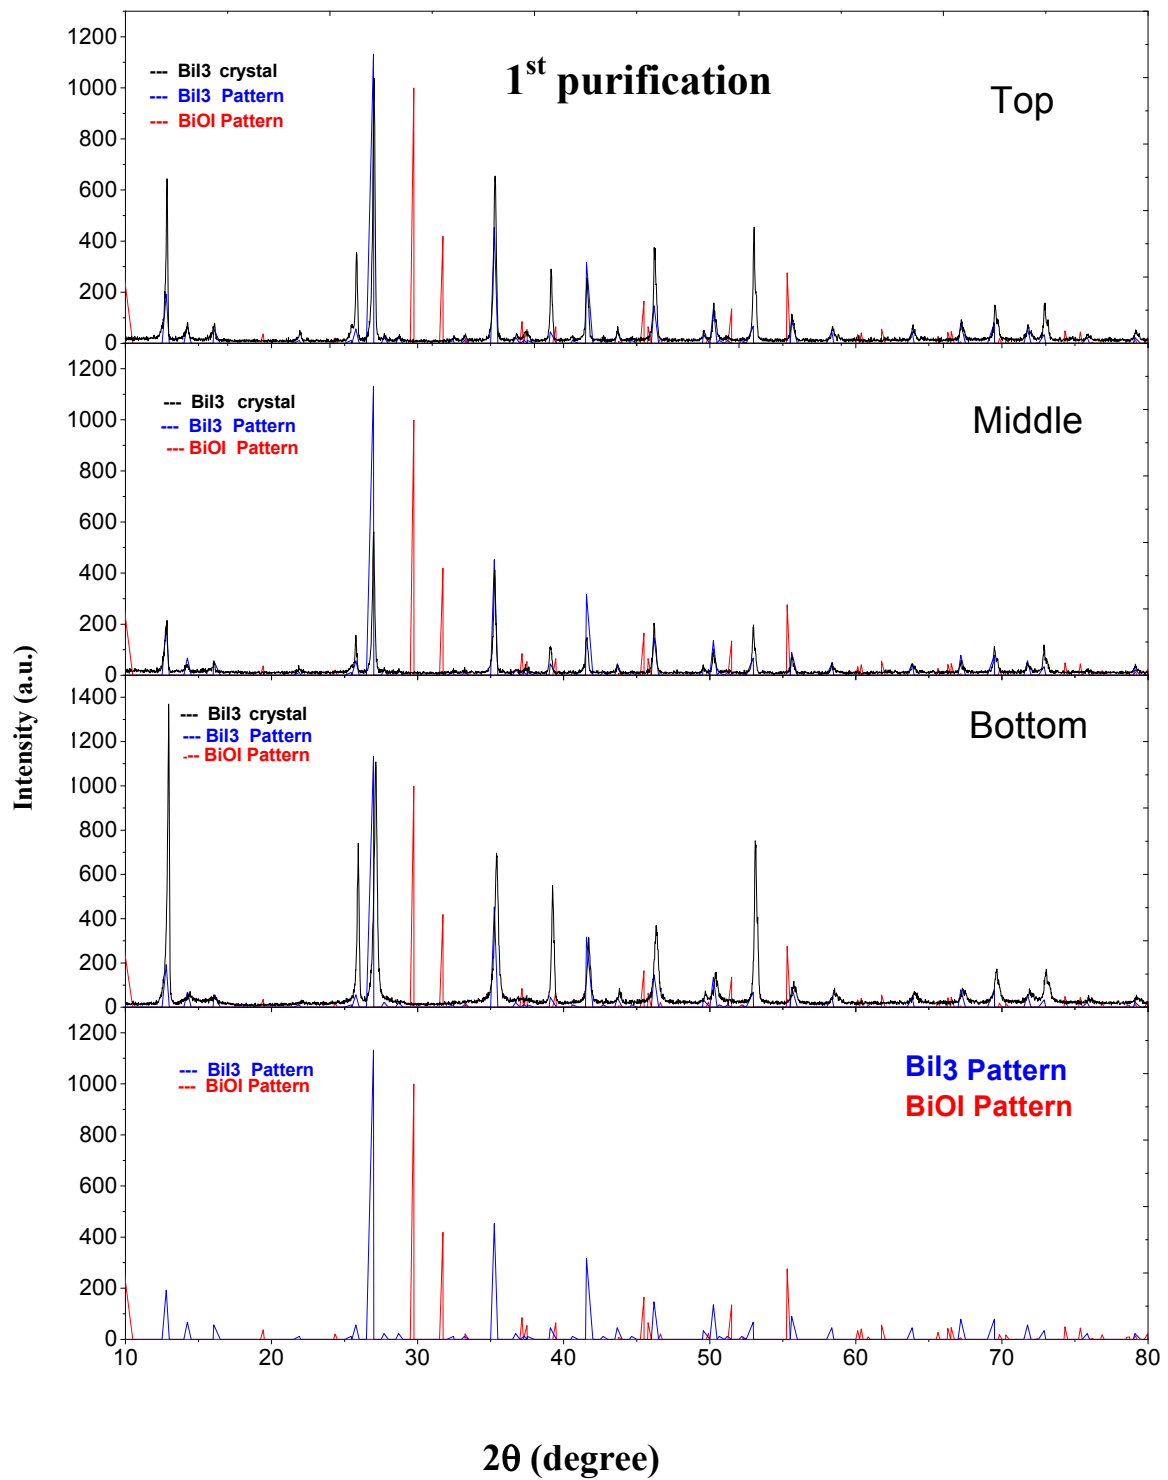 1st purification
--- BiI3 crystal
--- BiI3 Pattern
--- BiOI Pattern
Top
1200
1000
800
600
400
200
0
--- BiI3 crystal
--- BiI3 Pattern
--- BiOI Pattern
Middle
1200
1000
800
600
400
200
0
--- BiI3 crystal
--- BiI3 Pattern
--- BiOI Pattern
Bottom
1400
1200
1000
800
600
400
200
0
--- BiI3 Pattern
--- BiOI Pattern
BiI3 Pattern
BiOI Pattern
1200
1000
800
600
400
200
0
10 20 30 40 50 60 70 80
Intensity (a.u.)
2θ (degree)